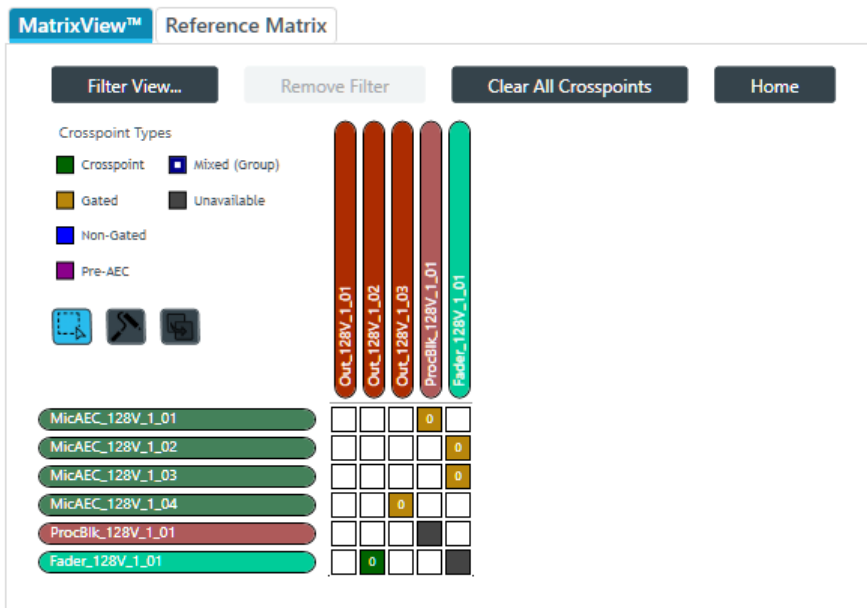 MatrixView™ Reference Matrix
Filter View... Remove Filter Clear All Crosspoints Home
Crosspoint Types
Crosspoint Mixed (Group)
Gated Unavailable
Non-Gated
Pre-AEC
Out_128V_1_01
Out_128V_1_02
Out_128V_1_03
ProcBlk_128V_1_01
Fader_128V_1_01
MicAEC_128V_1_01 0
MicAEC_128V_1_02 0
MicAEC_128V_1_03 0
MicAEC_128V_1_04 0
ProcBlk_128V_1_01
Fader_128V_1_01 0